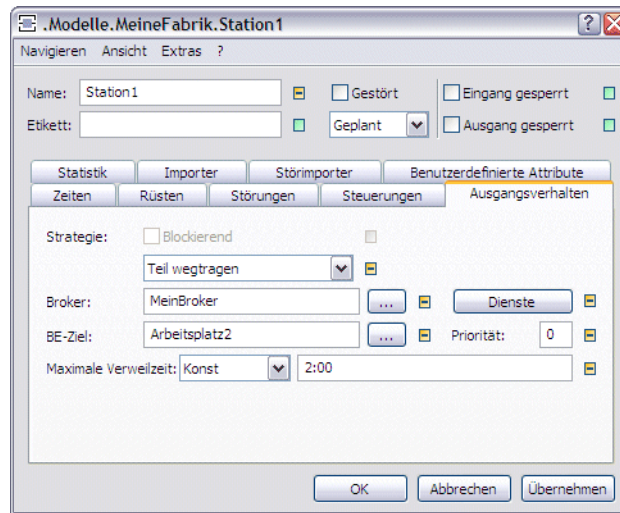 .Modelle.MeineFabrik.Station1
Navigieren Ansicht Extras ?
Name: Station1 Gestört Eingang gesperrt
Etikett: Geplant Ausgang gesperrt
Statistik Importer Störimporter Benutzerdefinierte Attribute
Zeiten Rüsten Störungen Steuerungen Ausgangsverhalten
Strategie: Blockierend
Teil wegtragen
Broker: MeinBroker ... Dienste
BE-Ziel: Arbeitsplatz2 ... Priorität: 0
Maximale Verweilzeit: Konst 2:00
OK Abbrechen Übernehmen